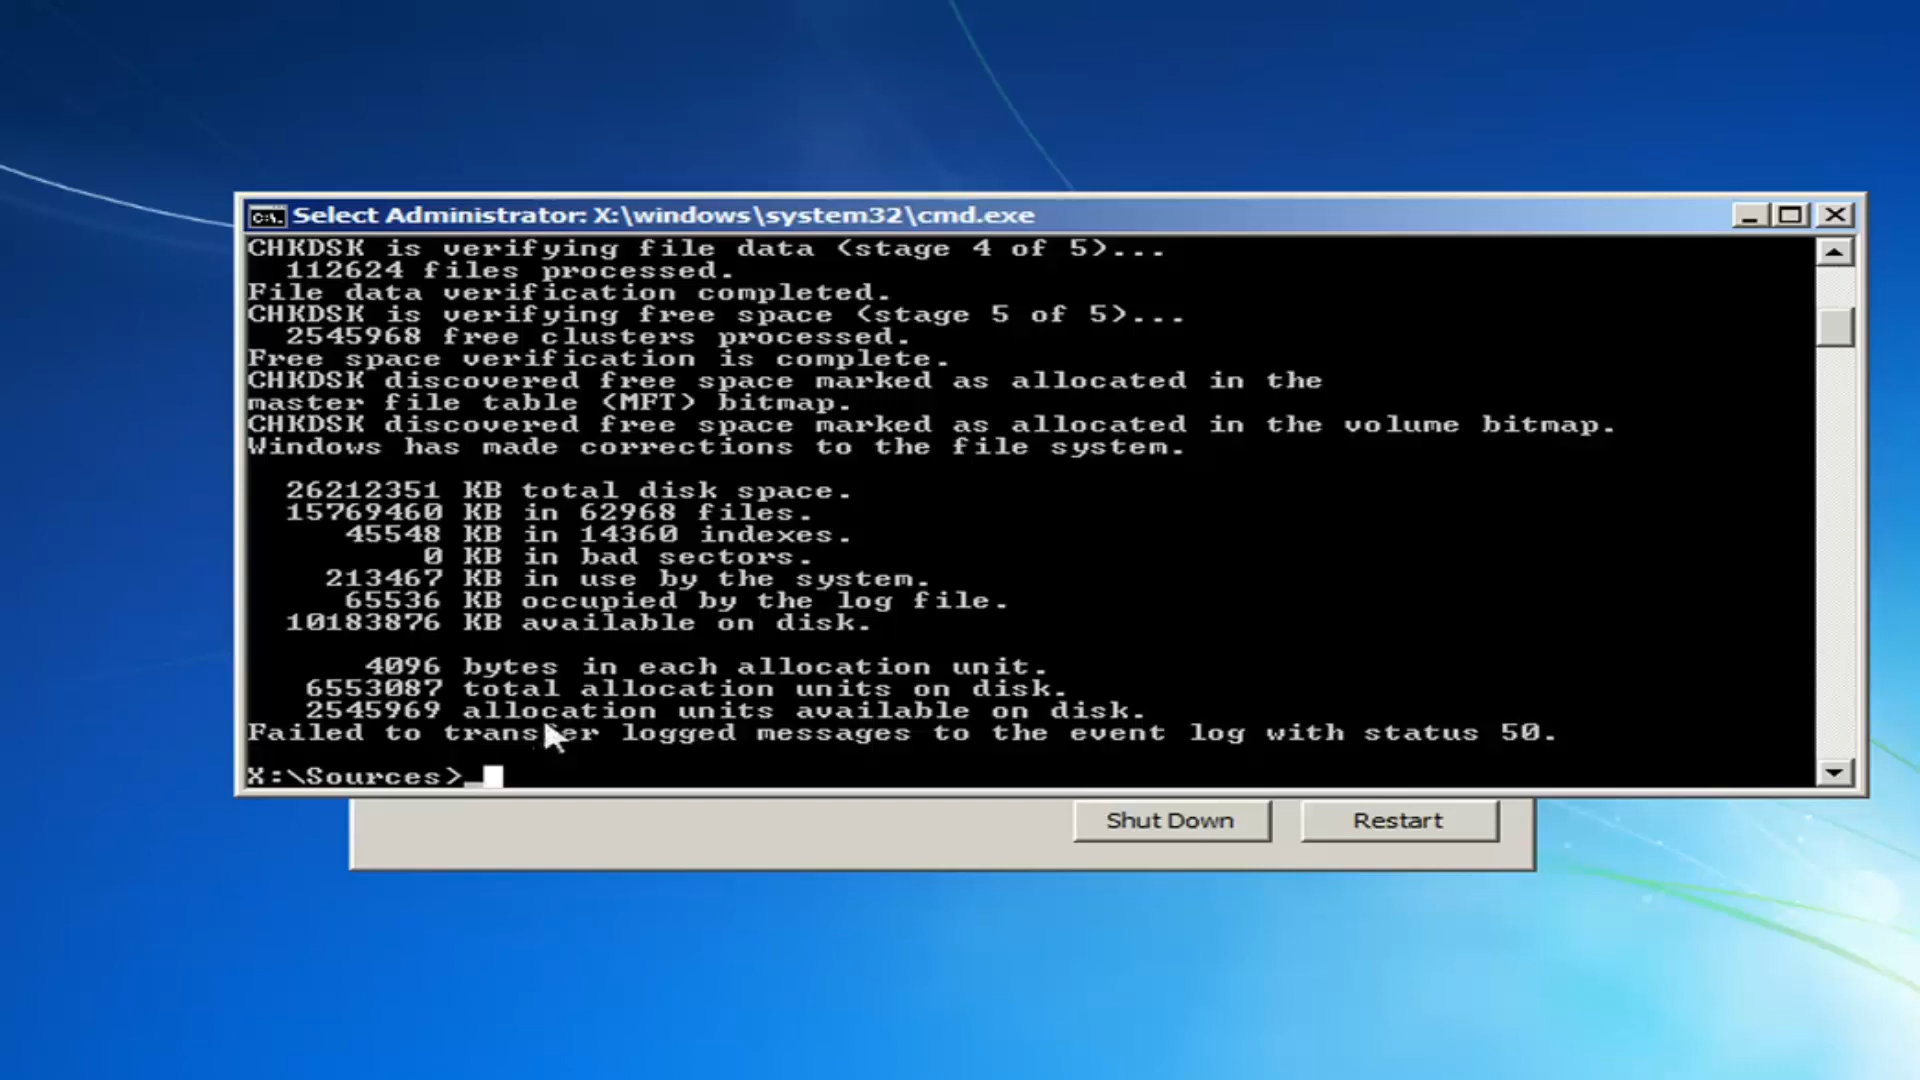 C:\. Select Administrator: X:\windows\system32\cmd.exe
CHKDSK is verifying file data (stage 4 of 5)...
112624 files processed.
File data verification completed.
CHKDSK is verifying free space (stage 5 of 5)...
2545968 free clusters processed.
Free space verification is complete.
CHKDSK discovered free space marked as allocated in the
master file table (MFT) bitmap.
CHKDSK discovered free space marked as allocated in the volume bitmap.
Windows has made corrections to the file system.
26212351 KB total disk space.
15769460 KB in 62968 files.
45548 KB in 14360 indexes.
0 KB in bad sectors.
213467 KB in use by the system.
65536 KB occupied by the log file.
10183876 KB available on disk.
4096 bytes in each allocation unit.
6553087 total allocation units on disk.
2545969 allocation units available on disk.
Failed to transfer logged messages to the event log with status 50.
X:\Sources>_
Shut Down
Restart